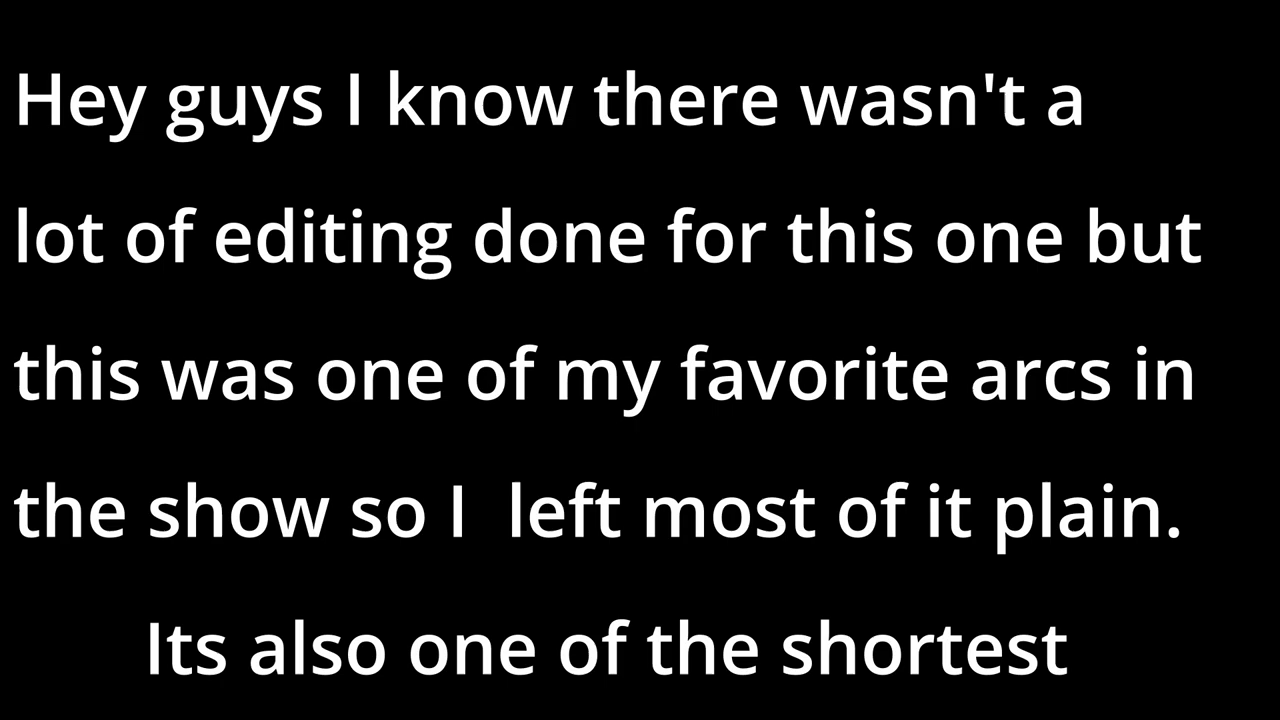 Hey guys I know there wasn't a
lot of editing done for this one but
this was one of my favorite arcs in
the show so I  left most of it plain.
Its also one of the shortest